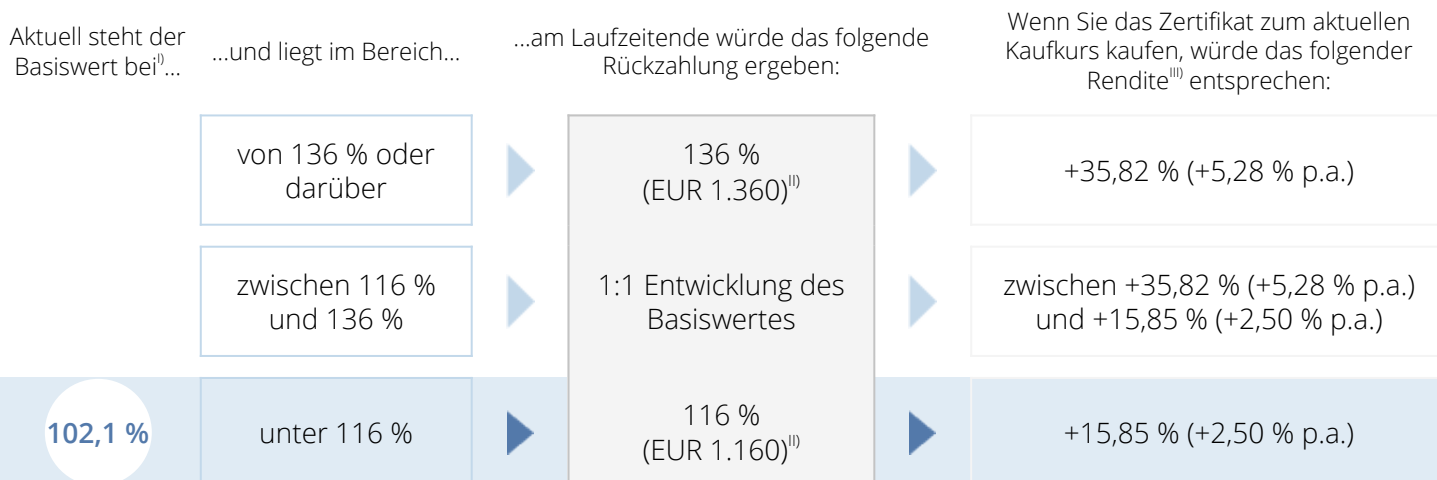 Aktuell steht der
Basiswert bei I)...
...und liegt im Bereich...
...am Laufzeitende würde das folgende
Rückzahlung ergeben:
Wenn Sie das Zertifikat zum aktuellen
Kaufkurs kaufen, würde das folgender
Rendite III) entsprechen:
von 136 % oder
darüber
136 %
(EUR 1.360) II)
+35,82 % (+5,28 % p.a.)
zwischen 116 %
und 136 %
1:1 Entwicklung des
Basiswertes
zwischen +35,82 % (+5,28 % p.a.)
und +15,85 % (+2,50 % p.a.)
102,1 %
unter 116 %
116 %
(EUR 1.160) II)
+15,85 % (+2,50 % p.a.)